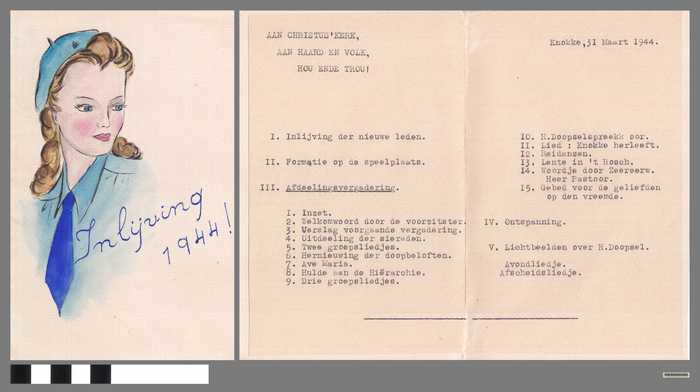 Inlijving
1944!
AAN CHRISTUS'KERK,
AAN HAARD EN VOLK,
HOU ENDE TROU!
I. Inlijving der nieuwe leden.
II. Formatie op de speelplaats.
III. Afdeelingsvergadering.
1. Inzet.
2. Welkomwoord door de voorzitster.
3. Verslag voorgaande vergadering.
4. Uitdeeling der sieraden.
5. Twee groepsliedjes.
6. Hernieuwing der doopbeloften.
7. Ave Maria.
8. Hulde aan de Hiërarchie.
9. Drie groepsliedjes.
Knokke,31 Maart 1944.
10. H.Doopselspreekk oor.
11. Lied : Knokke herleeft.
12. Reidanzen.
13. Lente in 't Bosch.
14. Woordje door Zeereerw.
Heer Pastoor.
15. Gebed voor de geliefden
op den vreemde.
IV. Ontspanning.
V. Lichtbeelden over H.Doopsel.
Avondliedje.
Afscheidsliedje.